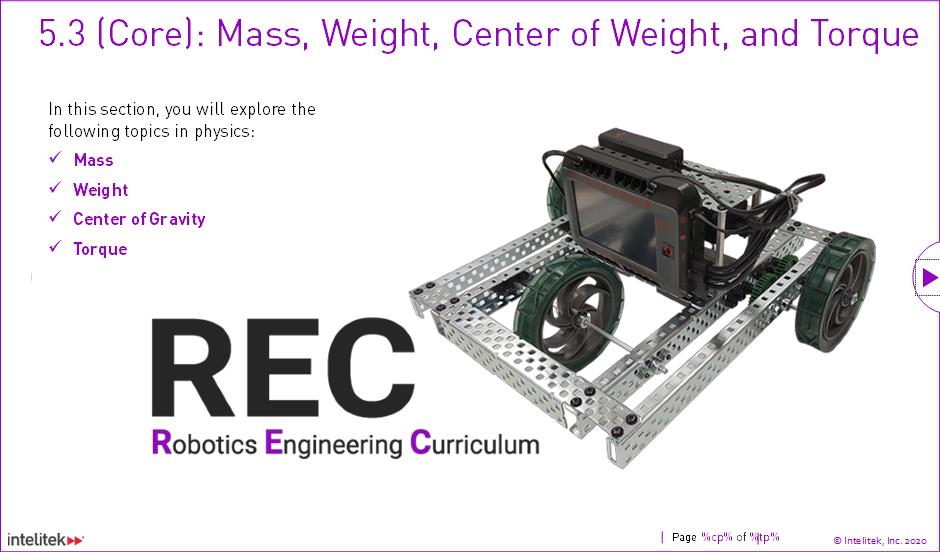 5.3 (Core): Mass, Weight, Center of Weight, and Torque
In this section, you will explore the
following topics in physics:
✓ Mass
✓ Weight
✓ Center of Gravity
✓ Torque
REC
Robotics Engineering Curriculum
intelitek
Page %cp% of %tp%
© Intelitek, Inc. 2020